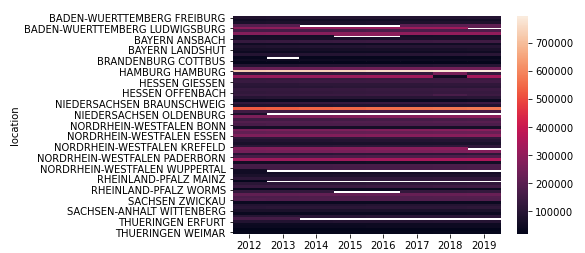 BADEN-WUERTTEMBERG FREIBURG
BADEN-WUERTTEMBERG LUDWIGSBURG
BAYERN ANSBACH
BAYERN LANDSHUT
BRANDENBURG COTTBUS
HAMBURG HAMBURG
HESSEN GIESSEN
HESSEN OFFENBACH
NIEDERSACHSEN BRAUNSCHWEIG
NIEDERSACHSEN OLDENBURG
NORDRHEIN-WESTFALEN BONN
NORDRHEIN-WESTFALEN ESSEN
NORDRHEIN-WESTFALEN KREFELD
NORDRHEIN-WESTFALEN PADERBORN
NORDRHEIN-WESTFALEN WUPPERTAL
RHEINLAND-PFALZ MAINZ
RHEINLAND-PFALZ WORMS
SACHSEN ZWICKAU
SACHSEN-ANHALT WITTENBERG
THUERINGEN ERFURT
THUERINGEN WEIMAR
location
2012 2013 2014 2015 2016 2017 2018 2019
700000
600000
500000
400000
300000
200000
100000